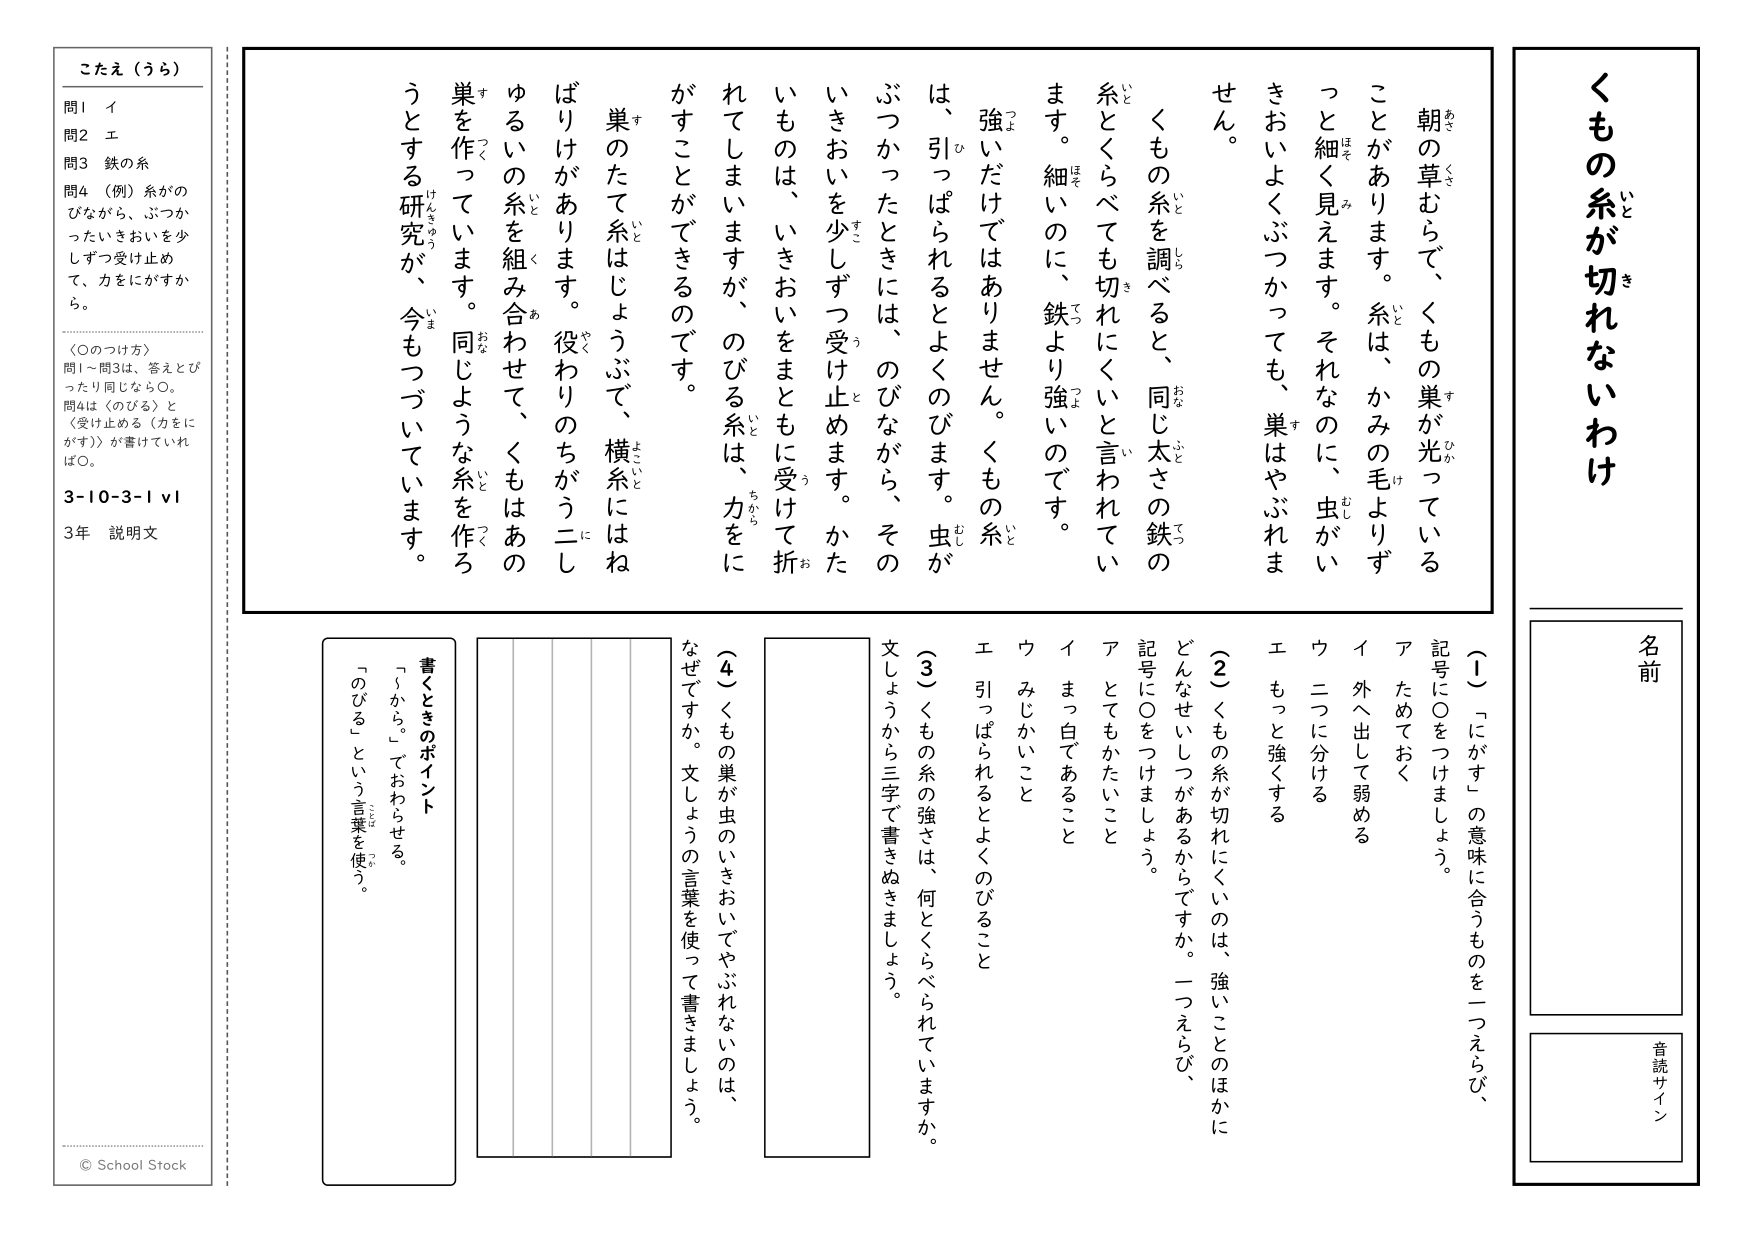 くもの糸が切れないわけ
いと
き
名前
音読サイン
朝の草むらで、くもの巣が光っている
ことがあります。糸は、かみの毛よりず
っと細く見えます。それなのに、虫がい
きおいよくぶつかっても、巣はやぶれま
せん。
くもの糸を調べると、同じ太さの鉄の
糸とくらべても切れにくいと言われてい
ます。細いのに、鉄より強いのです。
強いだけではありません。くもの糸
は、引っぱられるとよくのびます。虫が
ぶつかったときには、のびながら、その
いきおいを少しずつ受け止めます。かた
いものは、いきおいをまともに受けて折
れてしまいますが、のびる糸は、力をに
がすことができるのです。
巣のたて糸はじょうぶで、横糸にはね
ばりけがあります。役わりのちがう二し
ゅるいの糸を組み合わせて、くもはあの
巣を作っています。同じような糸を作ろ
うとする研究が、今もつづいています。
(1)「にがす」の意味に合うものを一つえらび、
記号に〇をつけましょう。
ア ためておく
イ 外へ出して弱める
ウ 二つに分ける
エ もっと強くする
(2)くもの糸が切れにくいのは、強いことのほかに
どんなせいしつがあるからですか。一つえらび、
記号に〇をつけましょう。
ア とてもかたいこと
イ まっ白であること
ウ みじかいこと
エ 引っぱられるとよくのびること
(3)くもの糸の強さは、何とくらべられていますか。
文しょうから三字で書きぬきましょう。
(4)くもの巣が虫のいきおいでやぶれないのは、
なぜですか。文しょうの言葉を使って書きましょう。
書くときのポイント
「〜から。」でおわらせる。
「のびる」という言葉を使う。
こたえ（うら）
問1 イ
問2 エ
問3 鉄の糸
問4 （例）糸がの
びながら、ぶつか
ったいきおいを少
しずつ受け止め
て、力をにがすか
ら。
〈〇のつけ方〉
問1〜問3は、答えとぴ
ったり同じなら〇。
問4は〈のびる〉と
〈受け止める（力をに
がす）〉が書けていれ
ば〇。
3-10-3-1 v1
3年 説明文
© School Stock